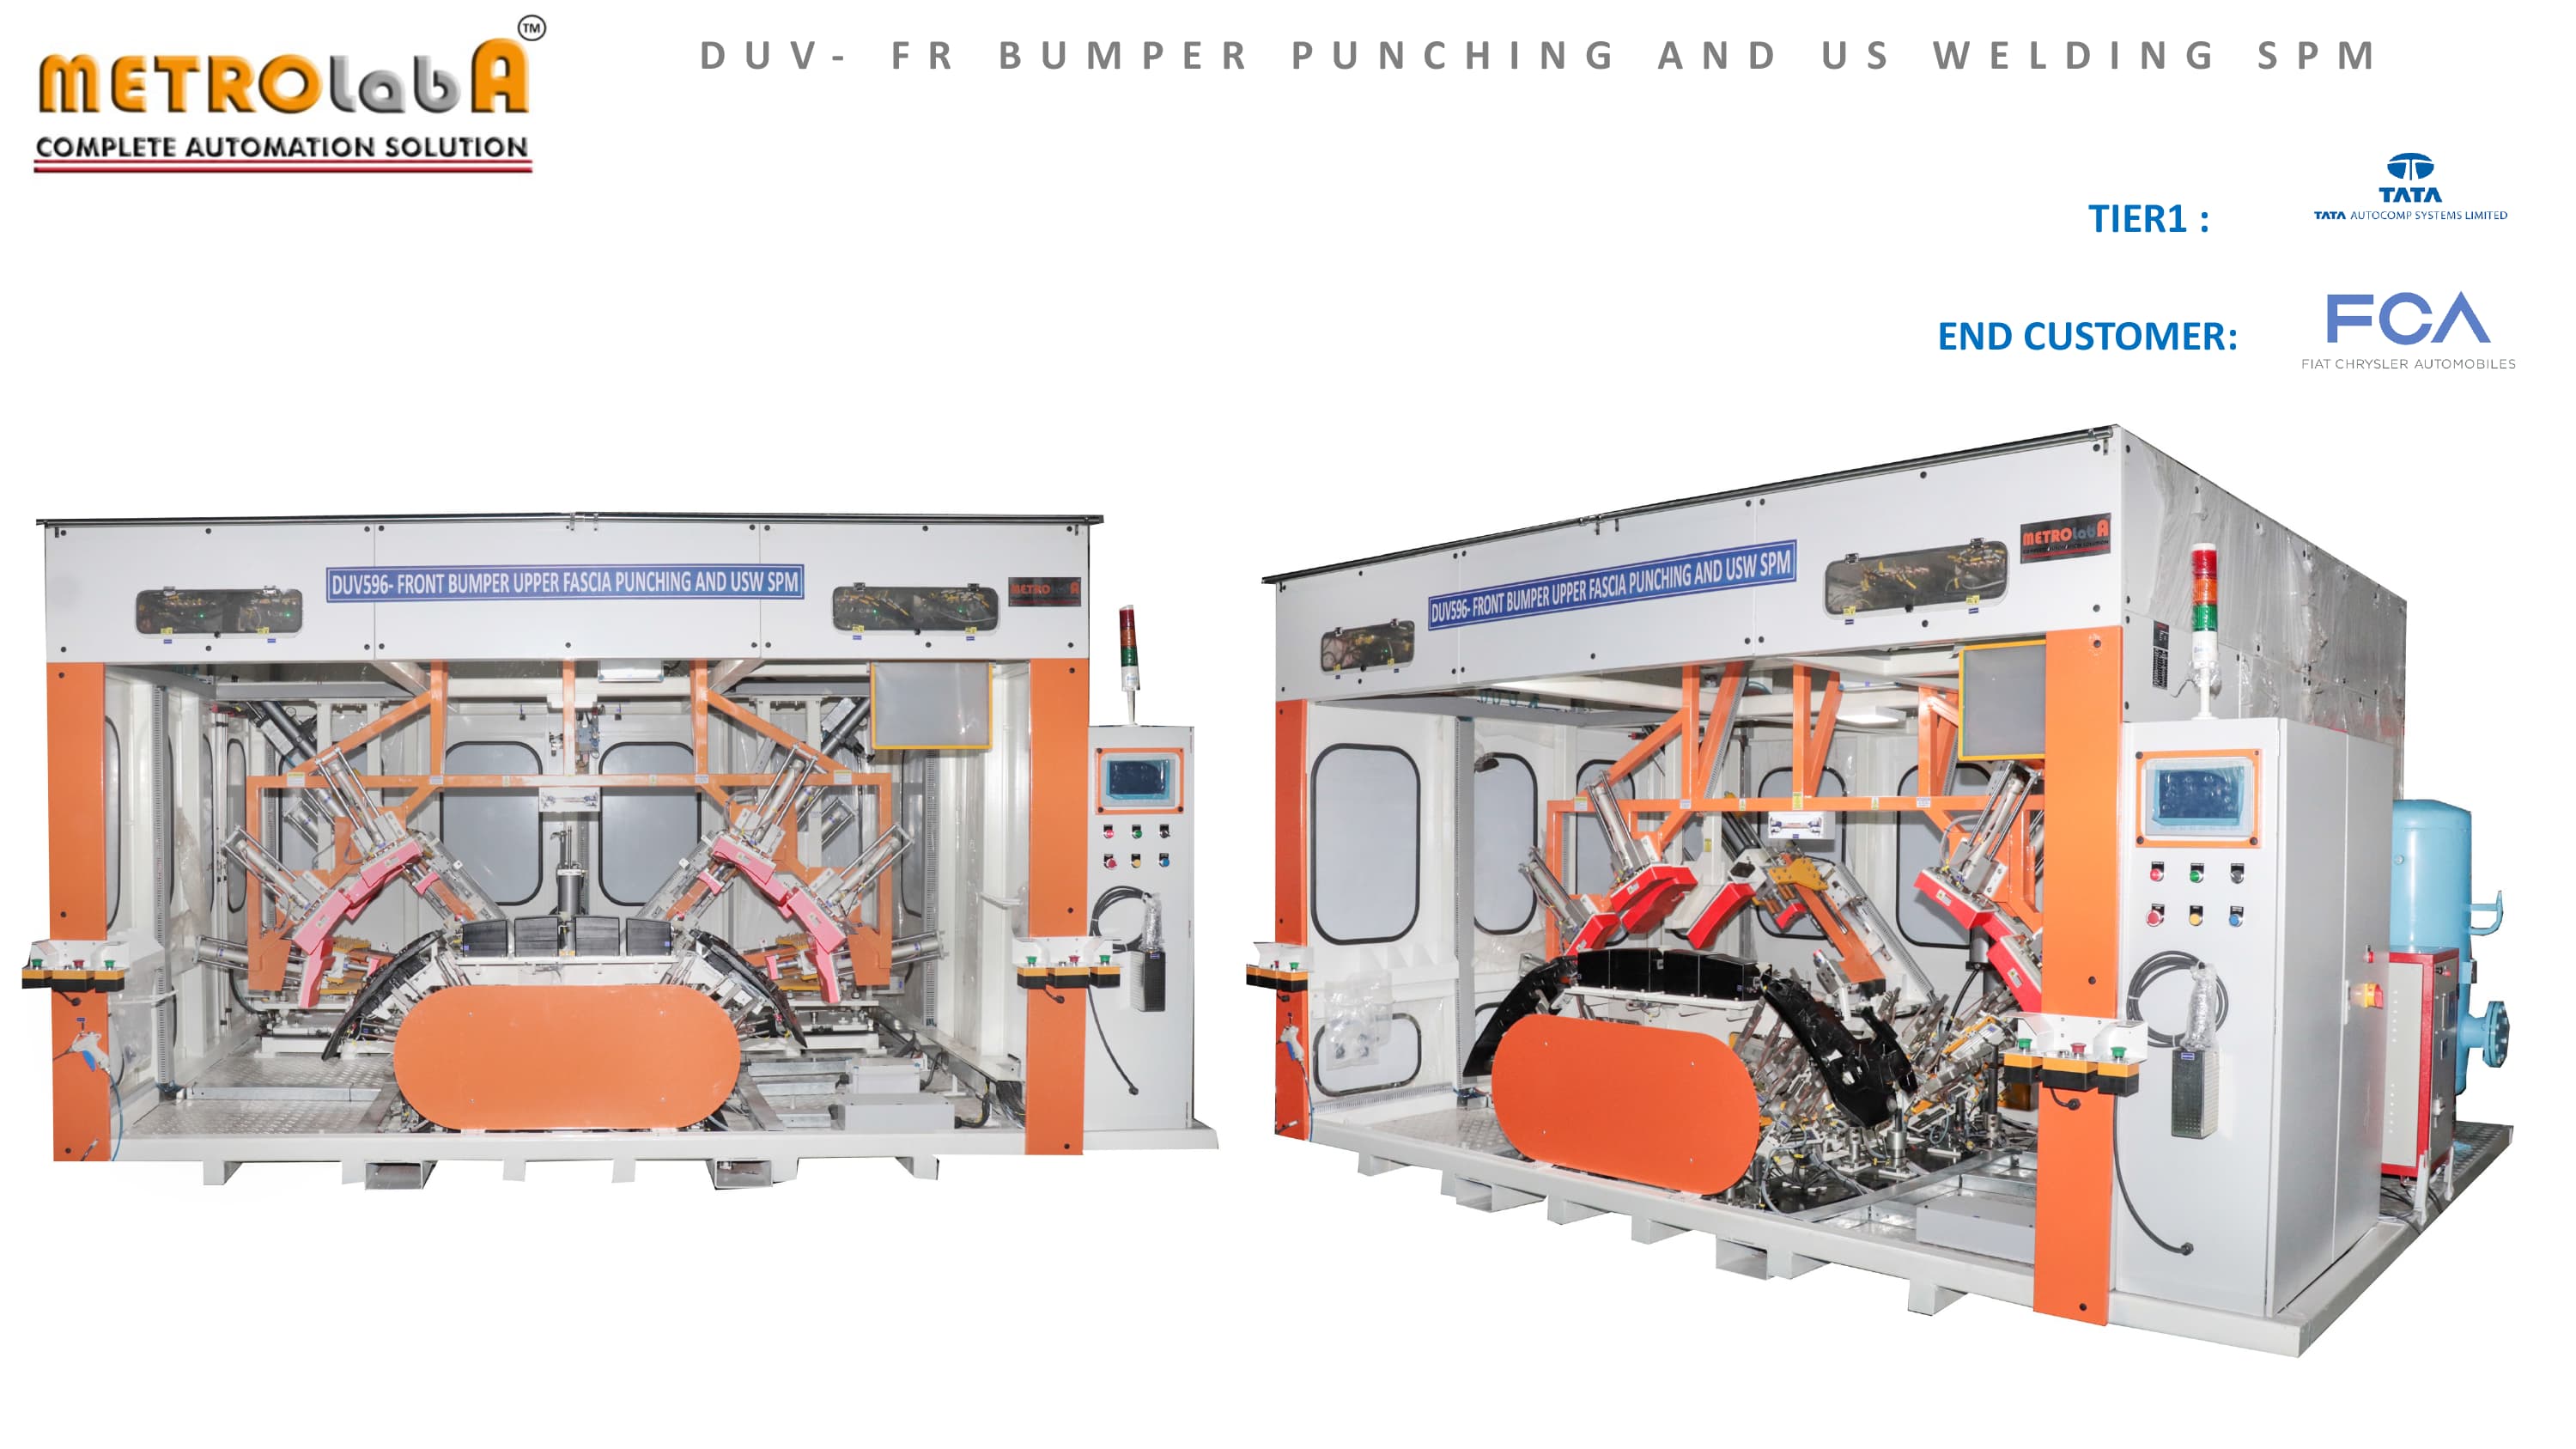 METROlabA TM
COMPLETE AUTOMATION SOLUTION
DUV- FR BUMPER PUNCHING AND US WELDING SPM
TATA
TIER1 :
TATA AUTOCOMP SYSTEMS LIMITED
FCA
END CUSTOMER:
FIAT CHRYSLER AUTOMOBILES
DUV596- FRONT BUMPER UPPER FASCIA PUNCHING AND USW SPM
METROlabA
DUV596- FRONT BUMPER UPPER FASCIA PUNCHING AND USW SPM
METROlabA